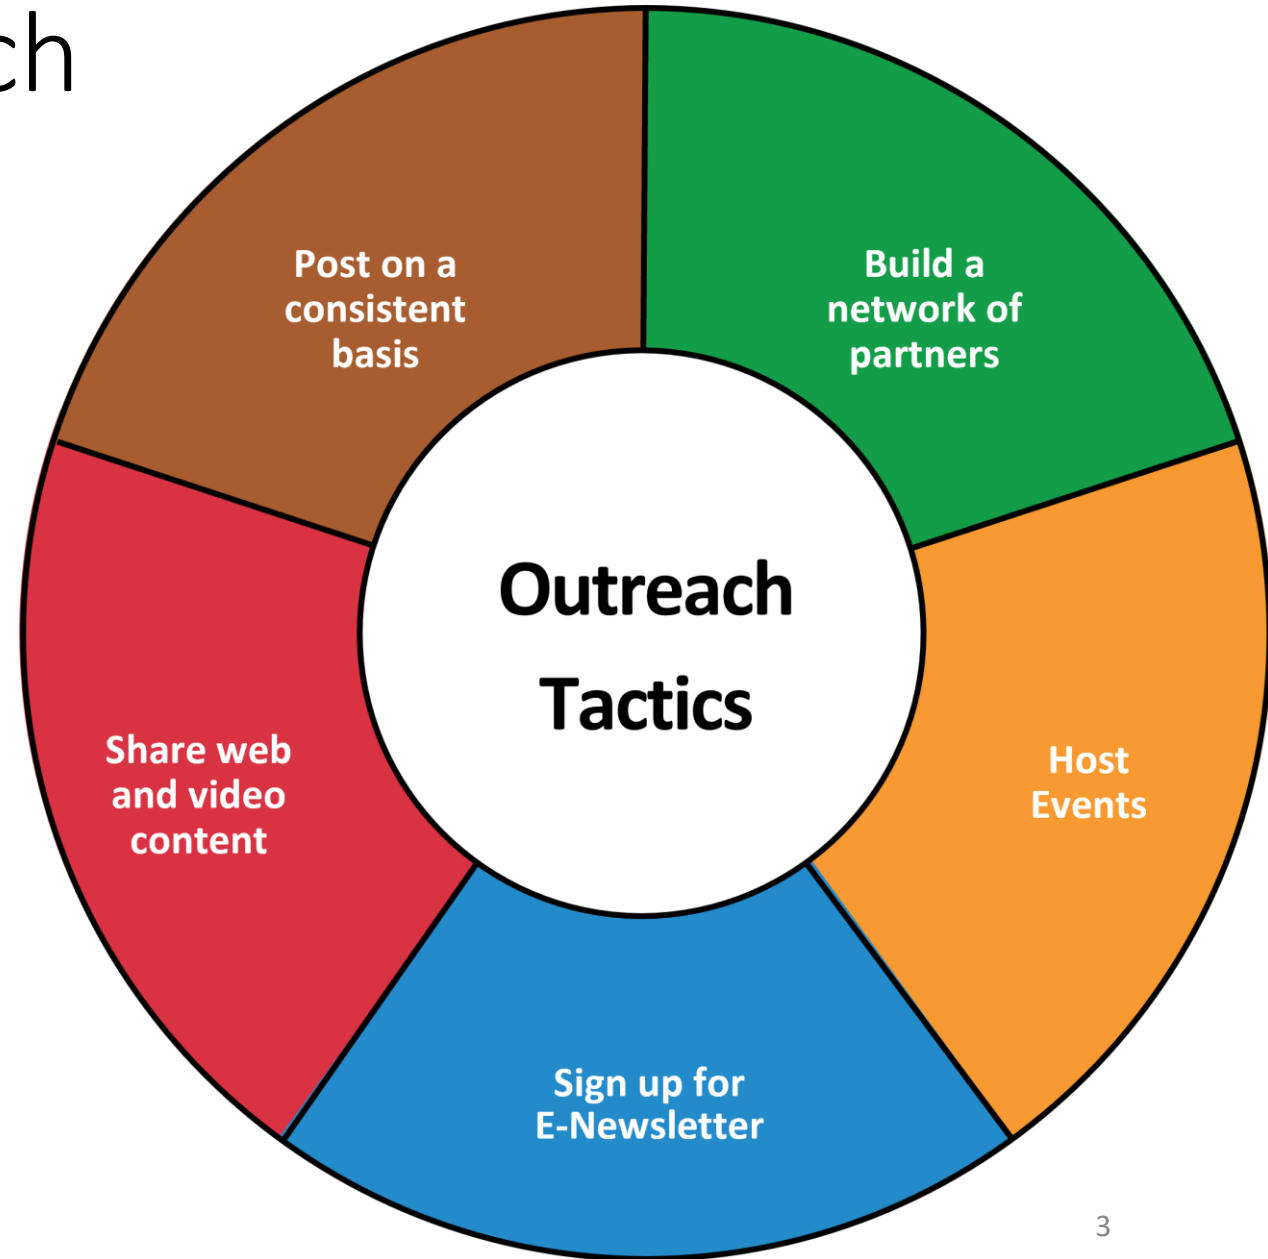 ch
Post on a
consistent
basis
Build a
network of
partners
Outreach
Tactics
Share web
and video
content
Host
Events
Sign up for
E-Newsletter
3